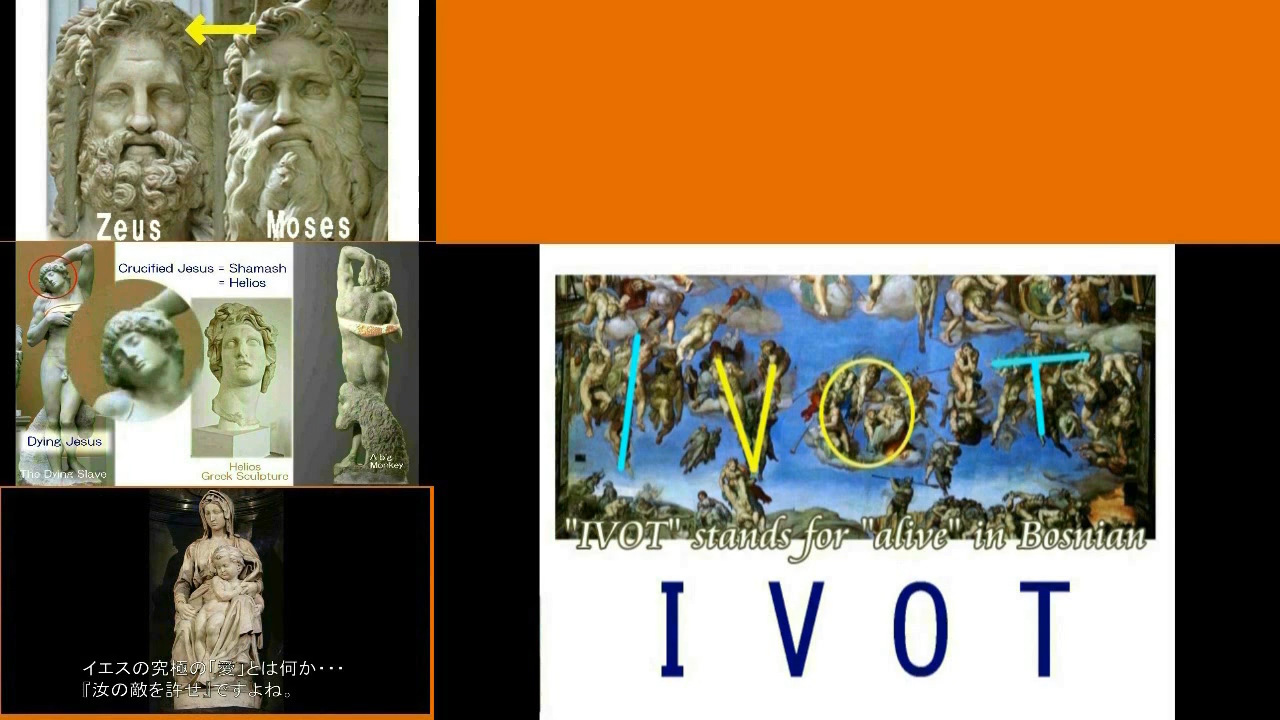 Zeus
Moses
Crucified Jesus = Shamash
= Helios
Dying Jesus
The Dying Slave
Helios
Greek Sculpture
A big
Monkey
イエスの究極の「愛」とは何か・・・
『汝の敵を許せ』ですよね。
I V O T
"IVOT" stands for "alive" in Bosnian
I V O T